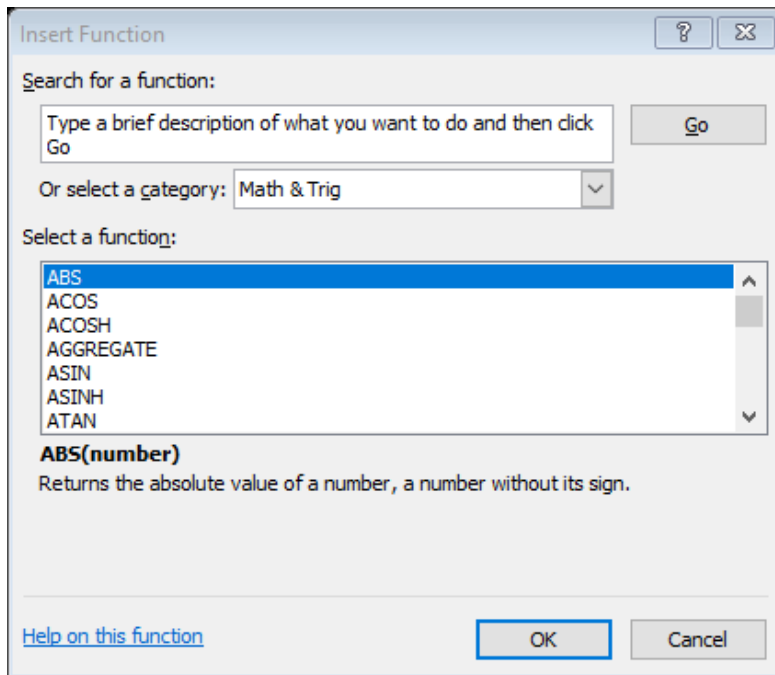 Insert Function
?
Search for a function:
Type a brief description of what you want to do and then click
Go
Go
Or select a category: Math & Trig
Select a function:
ABS
ACOS
ACOSH
AGGREGATE
ASIN
ASINH
ATAN
ABS(number)
Returns the absolute value of a number, a number without its sign.
Help on this function
OK
Cancel